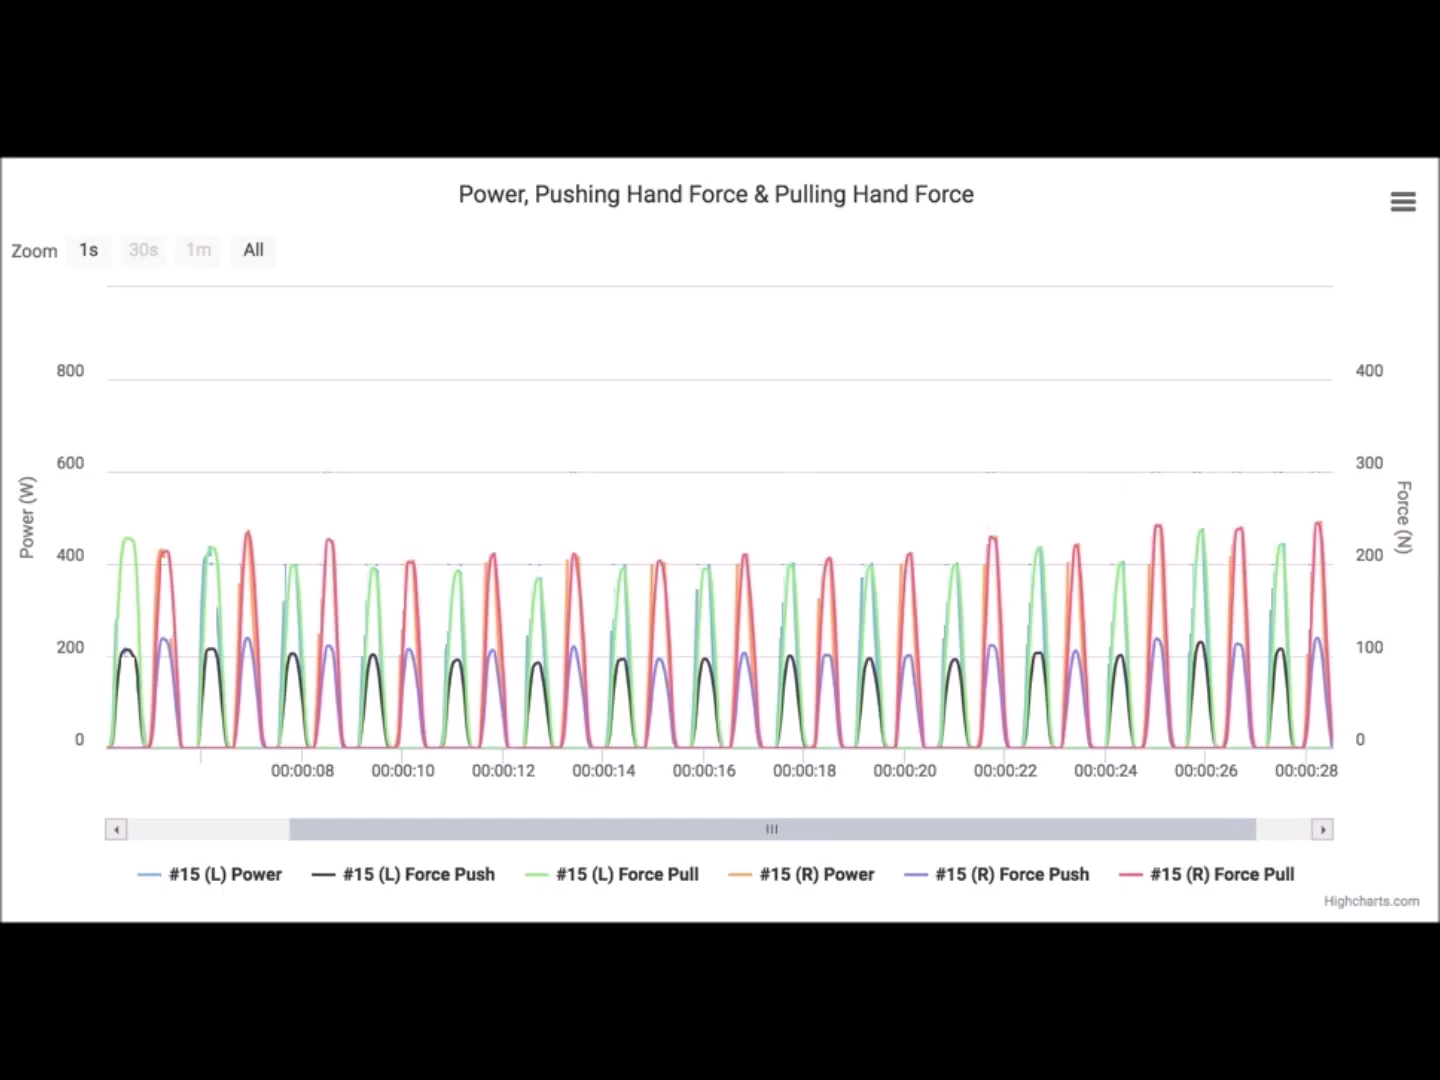 Power, Pushing Hand Force & Pulling Hand Force
Zoom 1s 30s 1m All
800 400
600 300
400 200
200 100
0 0
Power (W)
Force (N)
00:00:08 00:00:10 00:00:12 00:00:14 00:00:16 00:00:18 00:00:20 00:00:22 00:00:24 00:00:26 00:00:28
#15 (L) Power #15 (L) Force Push #15 (L) Force Pull #15 (R) Power #15 (R) Force Push #15 (R) Force Pull
Highcharts.com